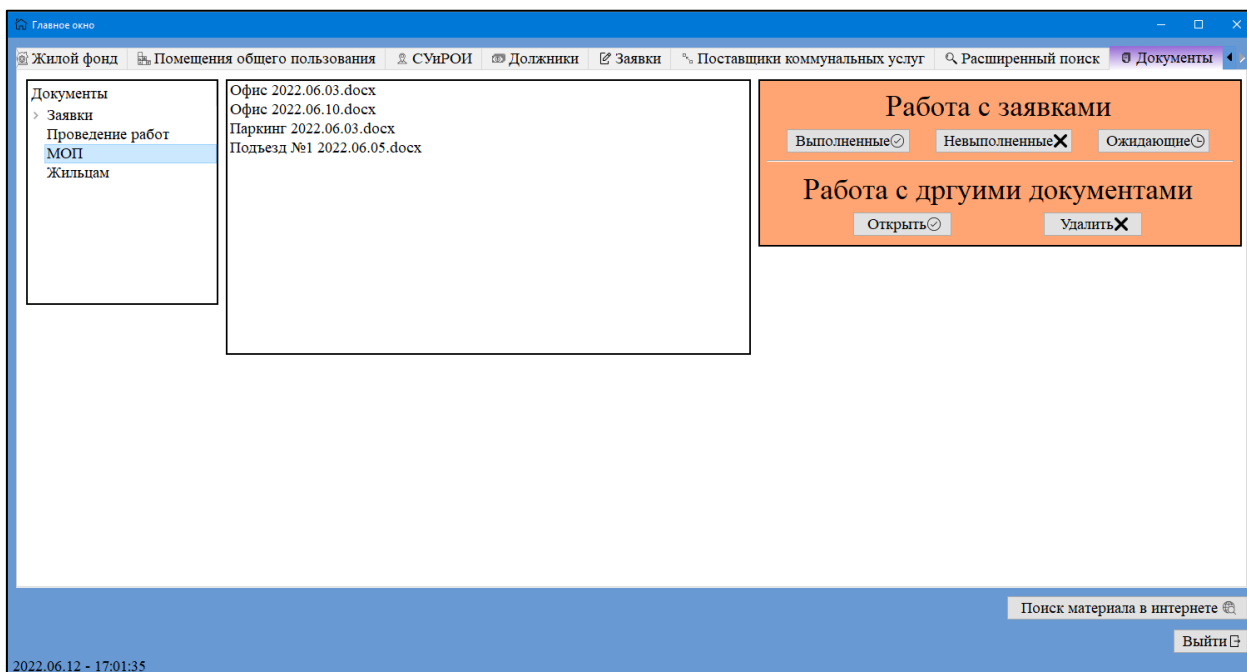 Главное окно
Жилой фонд Помещения общего пользования СУиРОИ Должники Заявки Поставщики коммунальных услуг Расширенный поиск Документы
Документы
Заявки
Проведение работ
МОП
Жильцам
Офис 2022.06.03.docx
Офис 2022.06.10.docx
Паркинг 2022.06.03.docx
Подъезд №1 2022.06.05.docx
Работа с заявками
Выполненные Невыполненные Ожидающие
Работа с дргуими документами
Открыть Удалить
Поиск материала в интернете
Выйти
2022.06.12 - 17:01:35